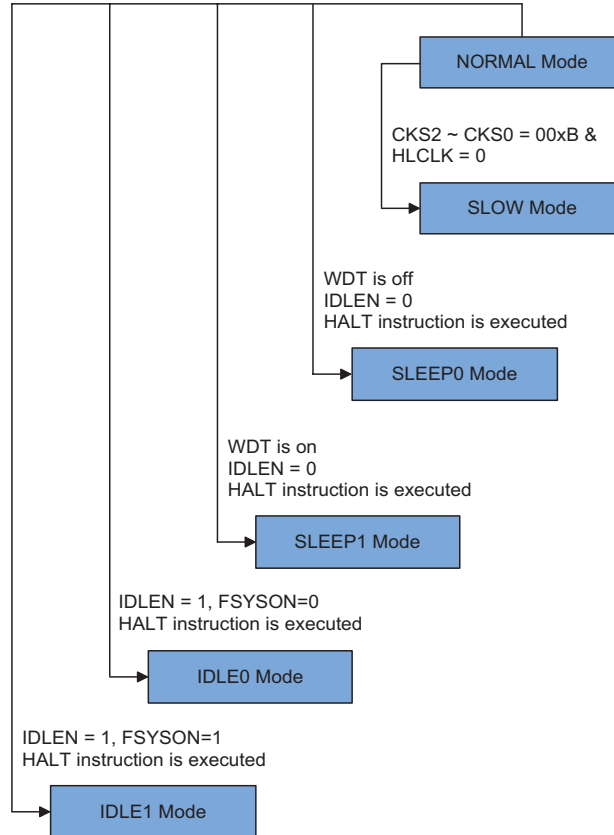 NORMAL Mode
CKS2 ~ CKS0 = 00xB &
HLCLK = 0
SLOW Mode
WDT is off
IDLEN = 0
HALT instruction is executed
SLEEP0 Mode
WDT is on
IDLEN = 0
HALT instruction is executed
SLEEP1 Mode
IDLEN = 1, FSYSON=0
HALT instruction is executed
IDLE0 Mode
IDLEN = 1, FSYSON=1
HALT instruction is executed
IDLE1 Mode